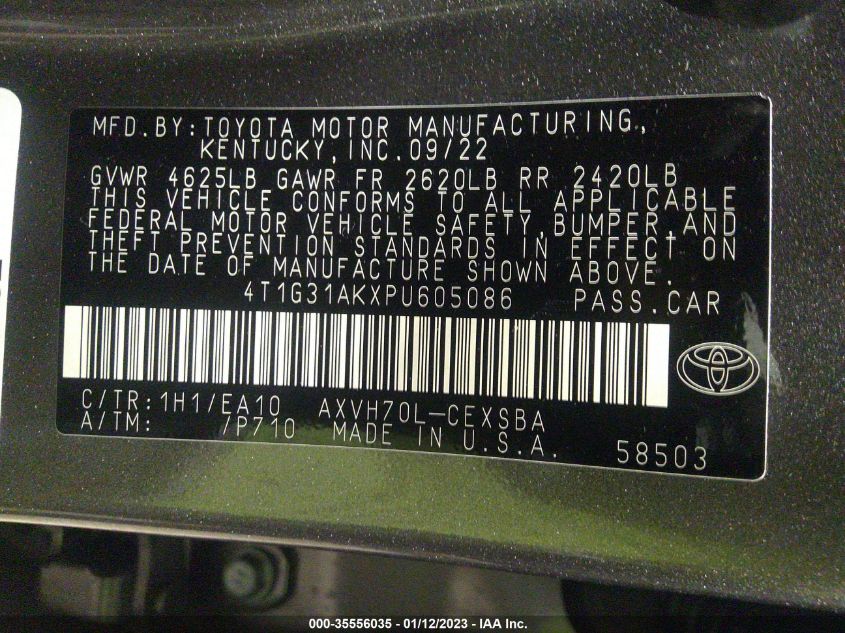 MFD.BY:TOYOTA MOTOR MANUFACTURING,
KENTUCKY,INC.09/22
GVWR 4625LB GAWR FR 2620LB RR 2420LB
THIS VEHICLE CONFORMS TO ALL APPLICABLE
FEDERAL MOTOR VEHICLE SAFETY,BUMPER,AND
THEFT PREVENTION STANDARDS IN EFFECT ON
THE DATE OF MANUFACTURE SHOWN ABOVE.
4T1G31AKXPU605086 PASS.CAR
C/TR:1H1/EA10 AXVH70L-CEXSBA
A/TM: /P710 MADE IN U.S.A.
58503
000-35556035 - 01/12/2023 - IAA Inc.